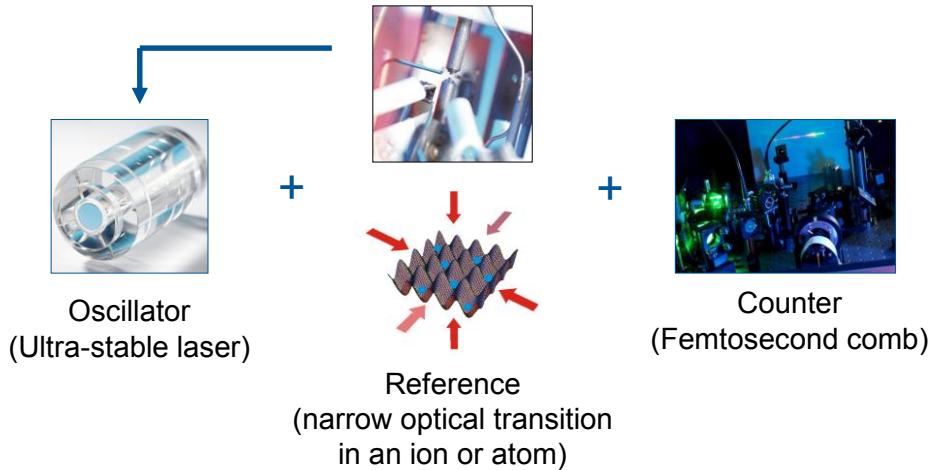 +
+
Oscillator
(Ultra-stable laser)
Reference
(narrow optical transition
in an ion or atom)
Counter
(Femtosecond comb)